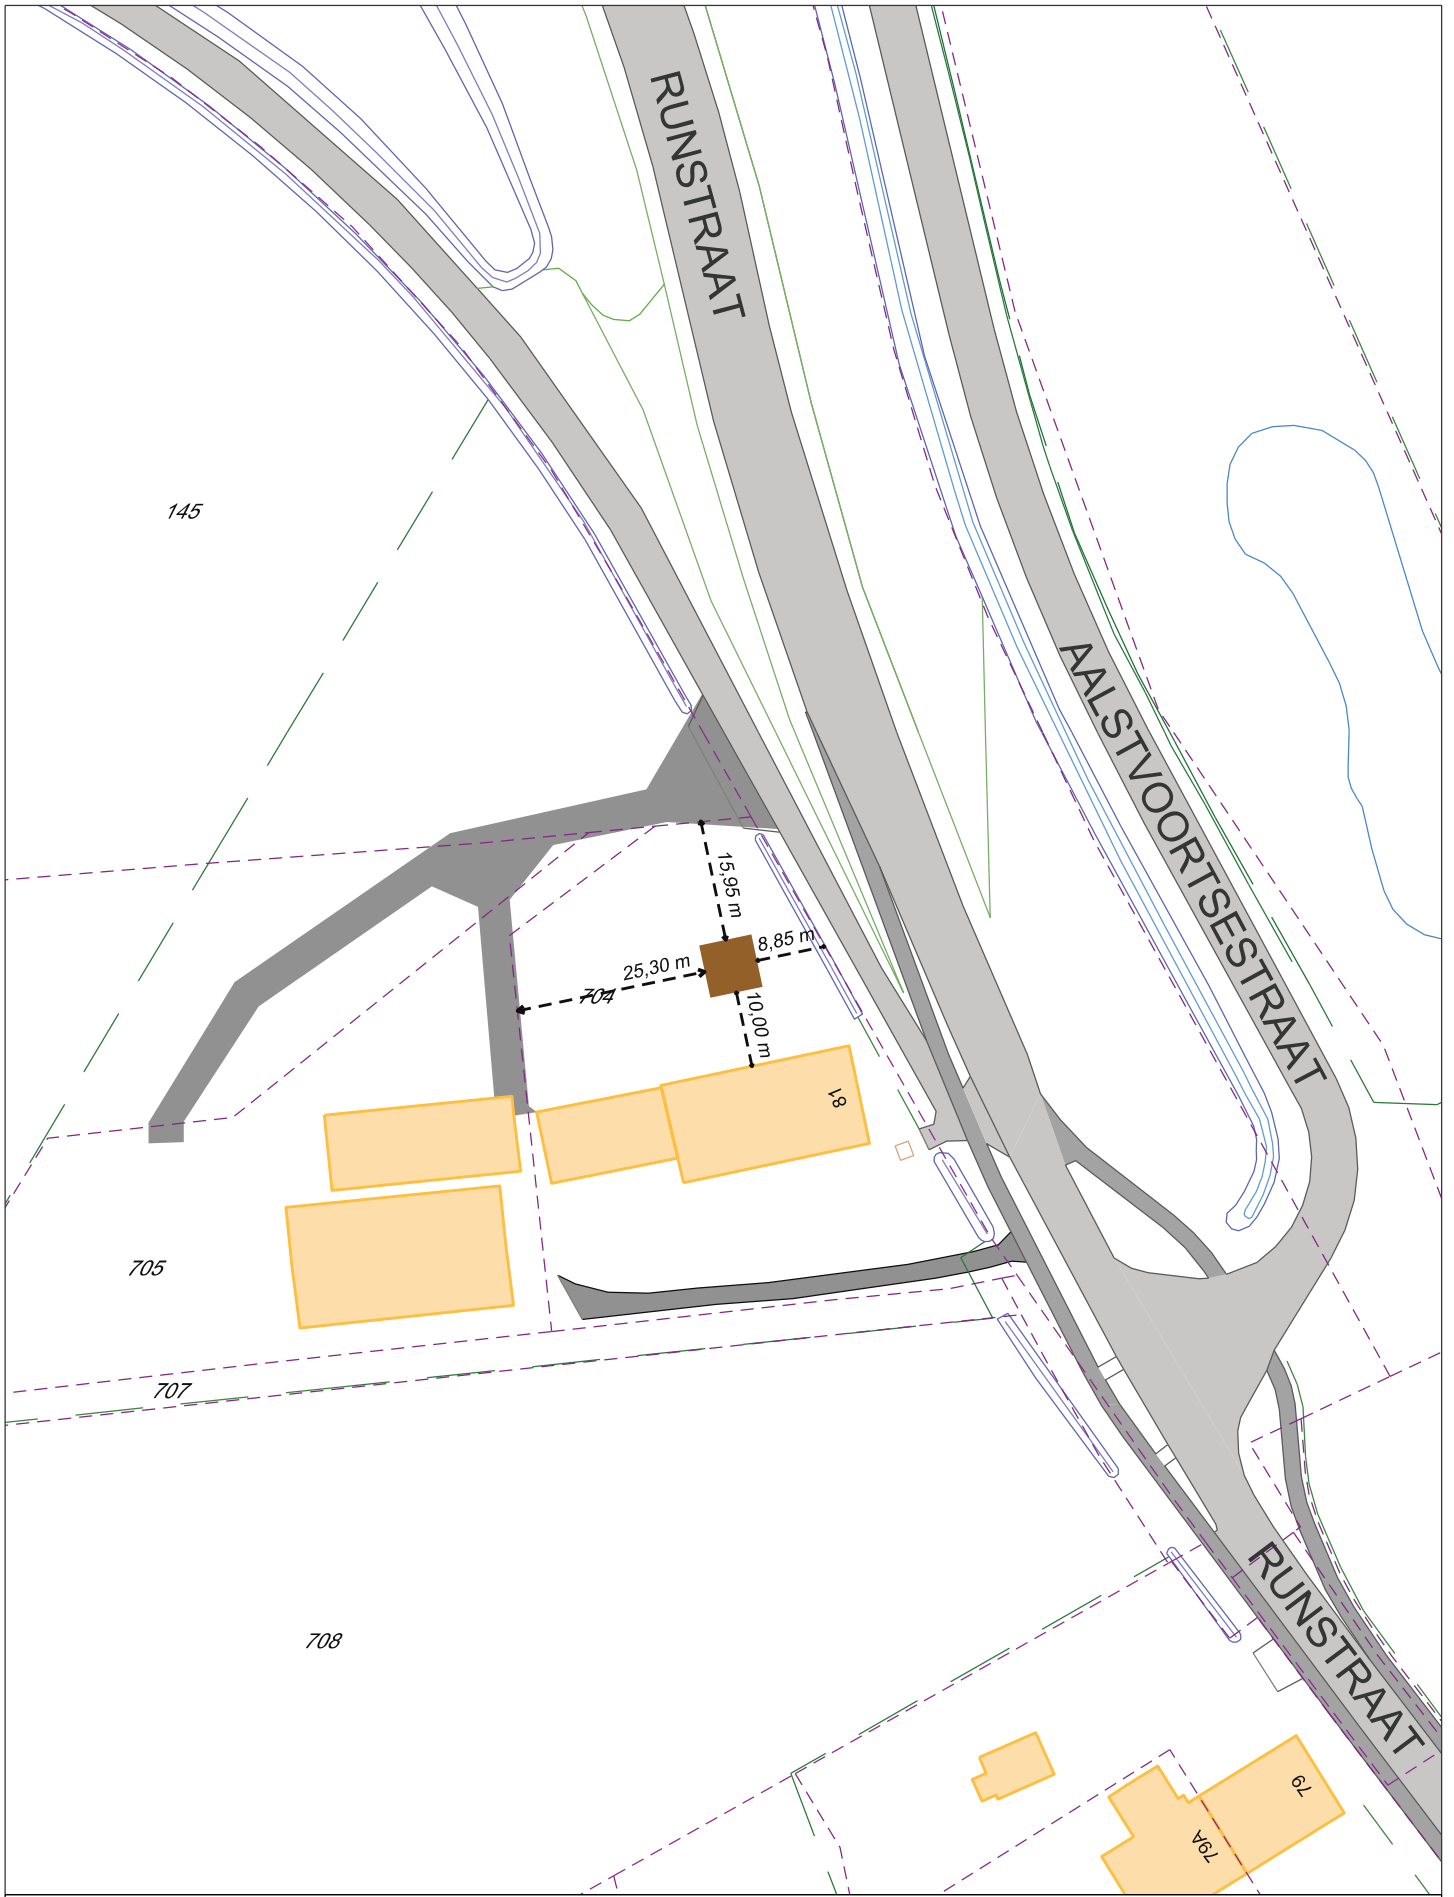 RUNSTRAAT
145
AALSTVOORTSESTRAAT
15,95 m
8,85 m
25,30 m
704
10,00 m
81
705
707
708
RUNSTRAAT
79
79A